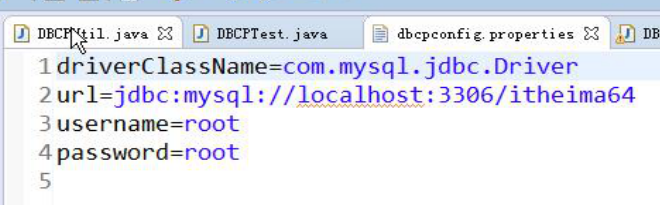 DBCPUtil.java DBCPTest.java dbcpconfig.properties DB
1 driverClassName=com.mysql.jdbc.Driver
2 url=jdbc:mysql://localhost:3306/itheima64
3 username=root
4 password=root
5